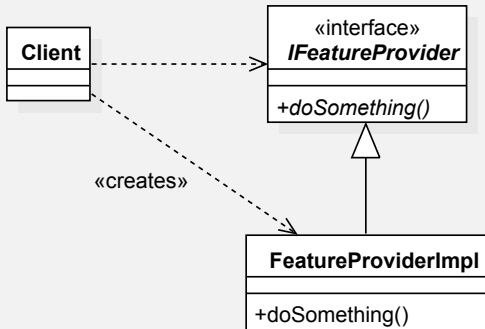 Client
«interface»
IFeatureProvider
+doSomething()
«creates»
FeatureProviderImpl
+doSomething()